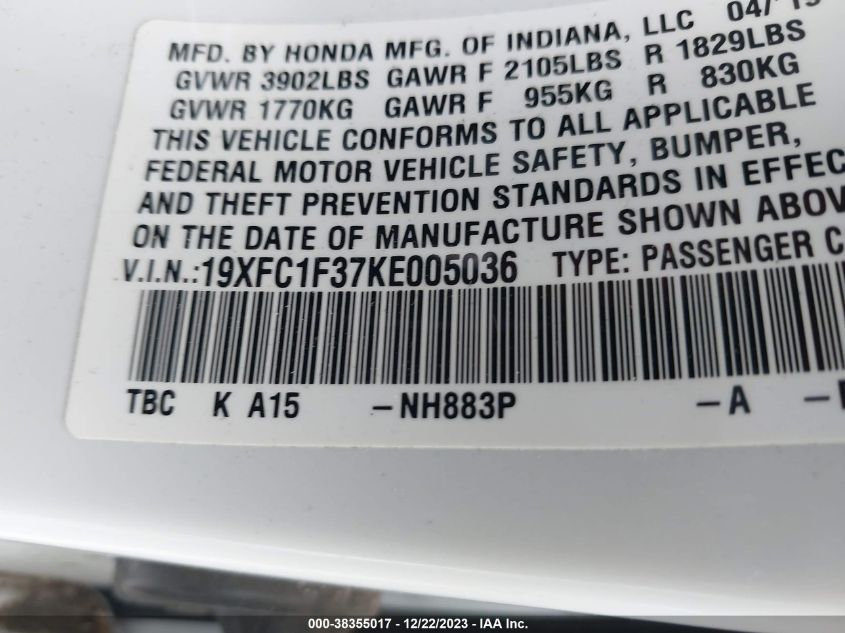 MFD. BY HONDA MFG. OF INDIANA, LLC 04/19
GVWR 3902LBS GAWR F 2105LBS R 1829LBS
GVWR 1770KG GAWR F 955KG R 830KG
THIS VEHICLE CONFORMS TO ALL APPLICABLE
FEDERAL MOTOR VEHICLE SAFETY, BUMPER,
AND THEFT PREVENTION STANDARDS IN EFFEC
ON THE DATE OF MANUFACTURE SHOWN ABOV
V.I.N.:19XFC1F37KE005036 TYPE: PASSENGER C
TBC K A15 -NH883P -A -
000-38355017 - 12/22/2023 - IAA Inc.